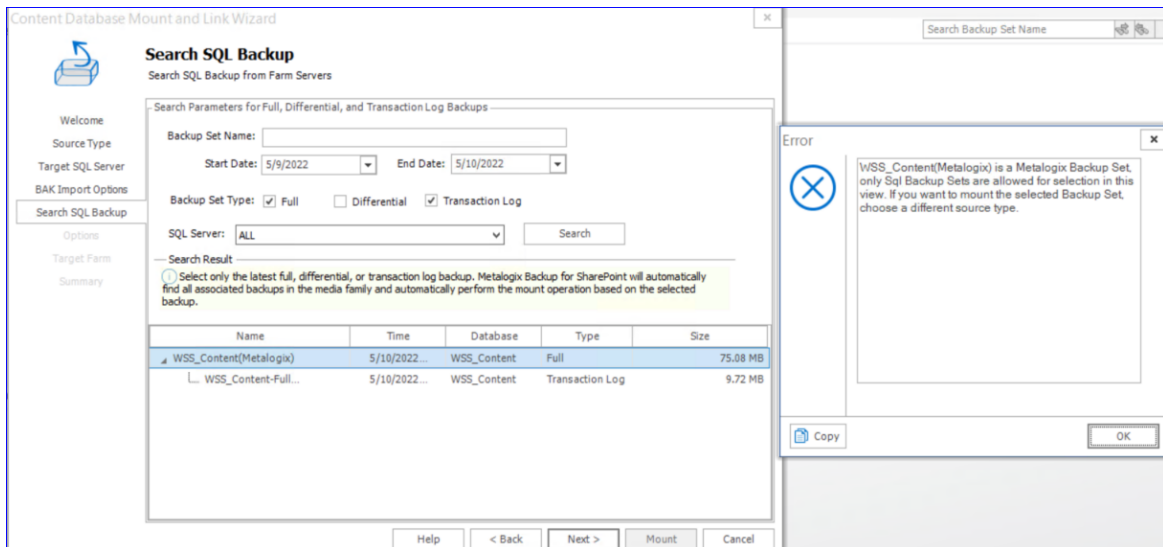 Content Database Mount and Link Wizard
Search Backup Set Name
Search SQL Backup
Search SQL Backup from Farm Servers
Welcome
Source Type
Target SQL Server
BAK Import Options
Search SQL Backup
Options
Target Farm
Summary
Search Parameters for Full, Differential, and Transaction Log Backups
Backup Set Name:
Start Date: 5/9/2022 End Date: 5/10/2022
Backup Set Type: Full Differential Transaction Log
SQL Server: ALL Search
Search Result
Select only the latest full, differential, or transaction log backup. Metalogix Backup for SharePoint will automatically
find all associated backups in the media family and automatically perform the mount operation based on the selected
backup.
Name Time Database Type Size
WSS_Content(Metalogix) 5/10/2022... WSS_Content Full 75.08 MB
WSS_Content-Full... 5/10/2022... WSS_Content Transaction Log 9.72 MB
Help < Back Next > Mount Cancel
Error
WSS_Content(Metalogix) is a Metalogix Backup Set,
only Sql Backup Sets are allowed for selection in this
view. If you want to mount the selected Backup Set,
choose a different source type.
Copy OK